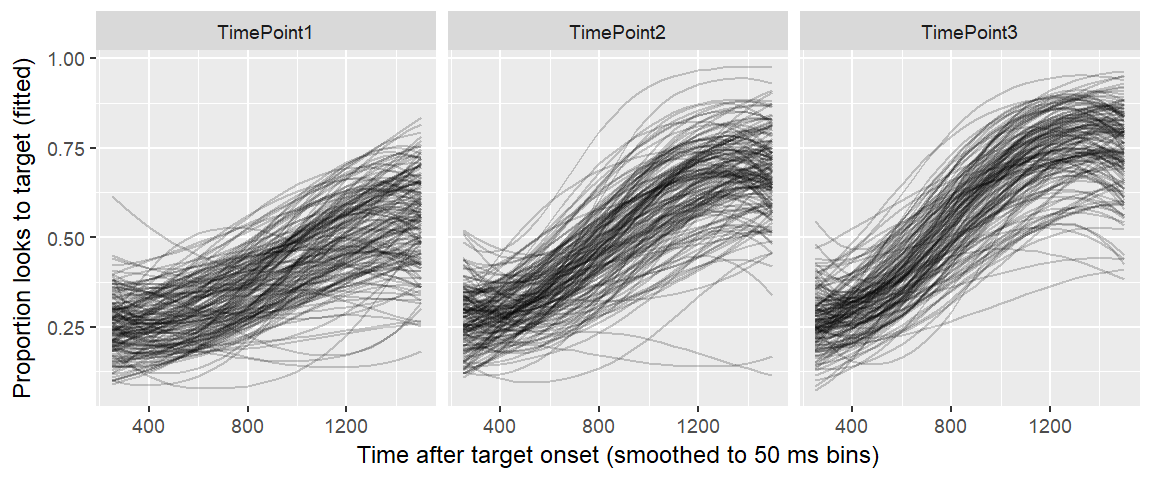 TimePoint1 TimePoint2 TimePoint3
1.00
0.75
0.50
0.25
Proportion looks to target (fitted)
400 800 1200 400 800 1200 400 800 1200
Time after target onset (smoothed to 50 ms bins)